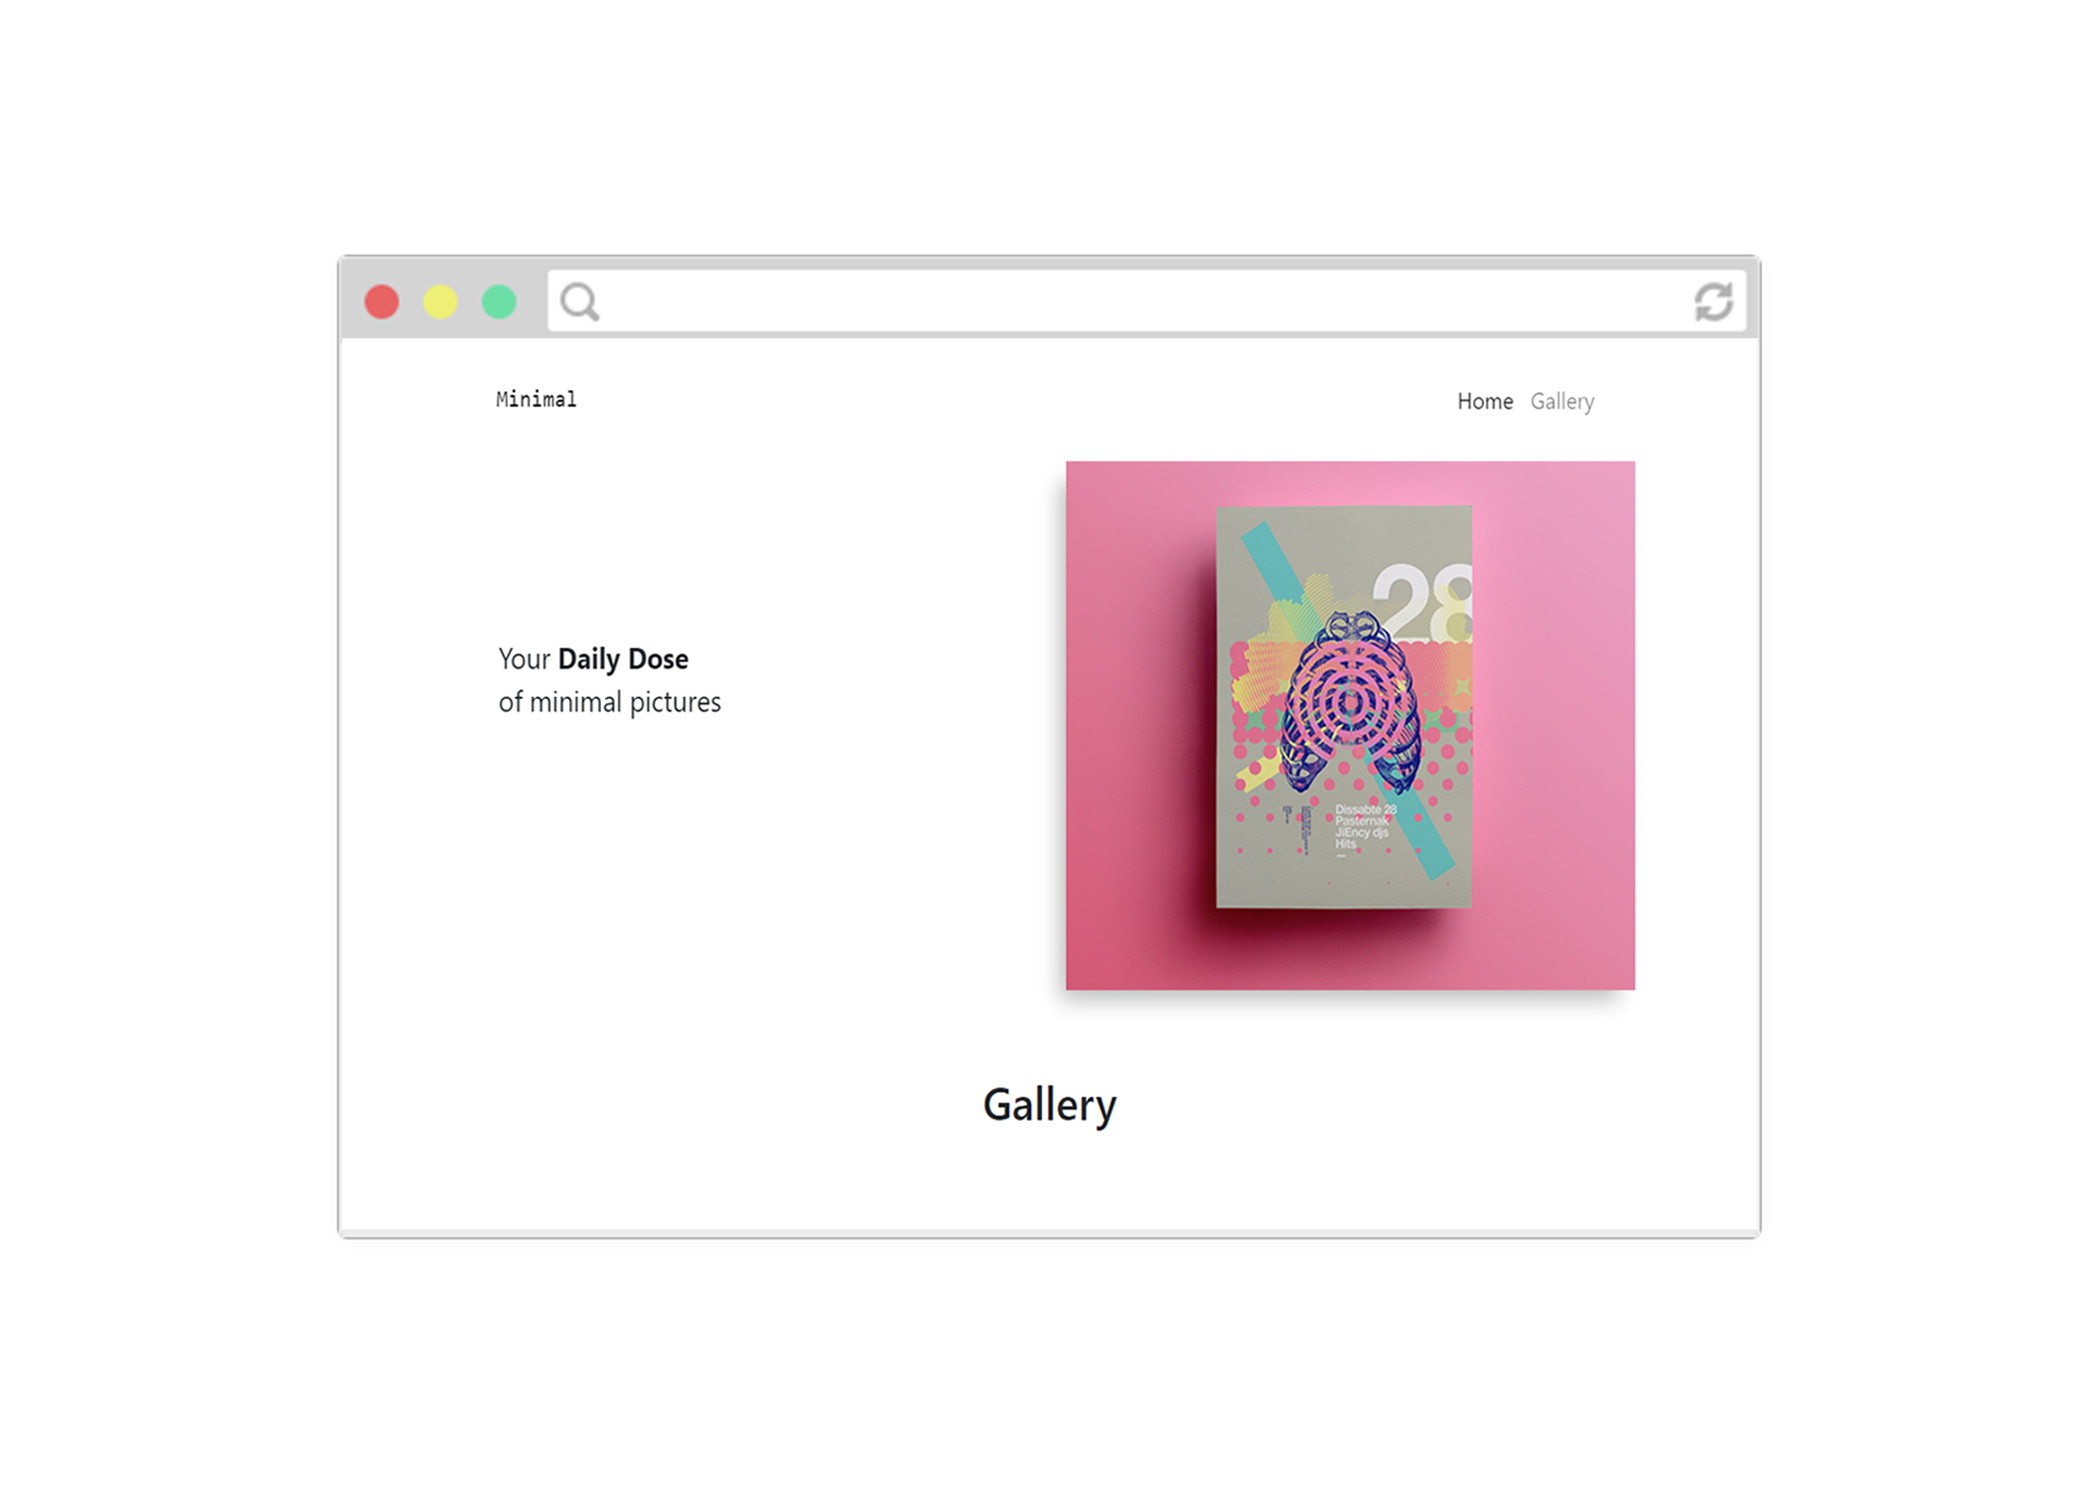 Minimal
Home Gallery
Your Daily Dose
of minimal pictures
28
Dissabte 28
Pasternak
JiEncy djs
Hits
Gallery